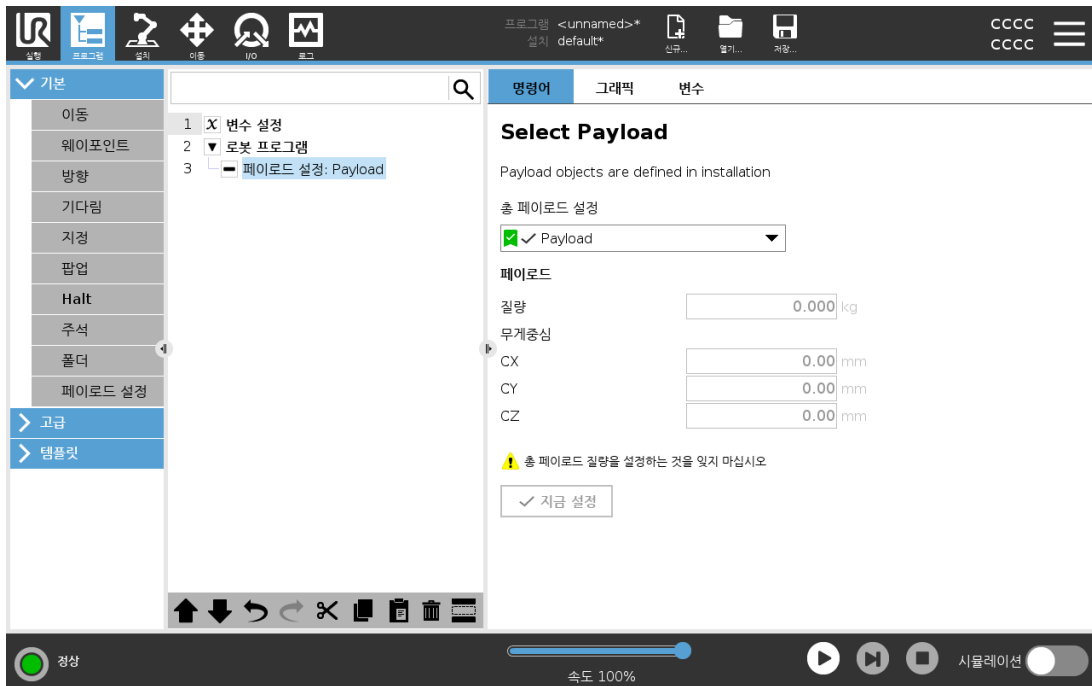 프로그램 <unnamed>*
설치 default*
CCCC
CCCC
실행 프로그램 설치 이동 I/O 로그 신규... 열기... 저장...
기본
이동
웨이포인트
방향
기다림
지정
팝업
Halt
주석
폴더
페이로드 설정
고급
템플릿
1 x 변수 설정
2 로봇 프로그램
3 페이로드 설정: Payload
명령어 그래픽 변수
Select Payload
Payload objects are defined in installation
총 페이로드 설정
Payload
페이로드
질량 0.000 kg
무게중심
CX 0.00 mm
CY 0.00 mm
CZ 0.00 mm
총 페이로드 질량을 설정하는 것을 잊지 마십시오
지금 설정
정상
속도 100%
시뮬레이션